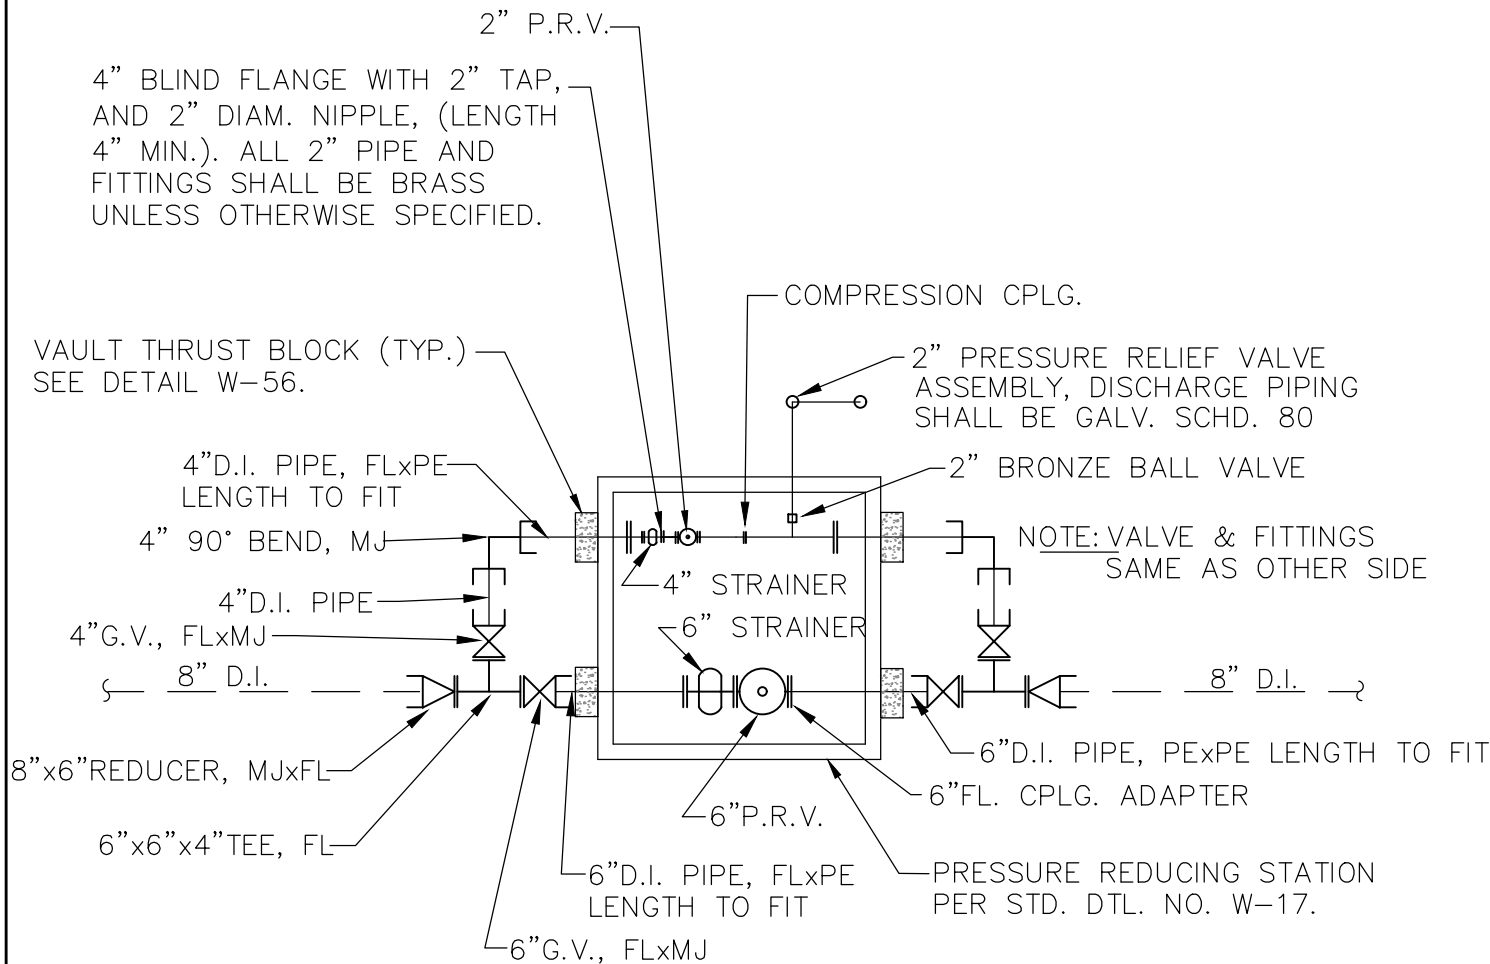 2” P.R.V.
4” BLIND FLANGE WITH 2” TAP,
AND 2” DIAM. NIPPLE, (LENGTH
4” MIN.). ALL 2” PIPE AND
FITTINGS SHALL BE BRASS
UNLESS OTHERWISE SPECIFIED.
COMPRESSION CPLG.
VAULT THRUST BLOCK (TYP.)
SEE DETAIL W-56.
2” PRESSURE RELIEF VALVE
ASSEMBLY, DISCHARGE PIPING
SHALL BE GALV. SCHD. 80
4”D.I. PIPE, FLxPE
LENGTH TO FIT
2” BRONZE BALL VALVE
4” 90° BEND, MJ
NOTE: VALVE & FITTINGS
SAME AS OTHER SIDE
4” STRAINER
4”D.I. PIPE
6” STRAINER
4”G.V., FLxMJ
8” D.I.
8” D.I.
6”D.I. PIPE, PExPE LENGTH TO FIT
8”x6”REDUCER, MJxFL
6”FL. CPLG. ADAPTER
6”P.R.V.
6”x6”x4”TEE, FL
6”D.I. PIPE, FLxPE
LENGTH TO FIT
PRESSURE REDUCING STATION
PER STD. DTL. NO. W-17.
6”G.V., FLxMJ